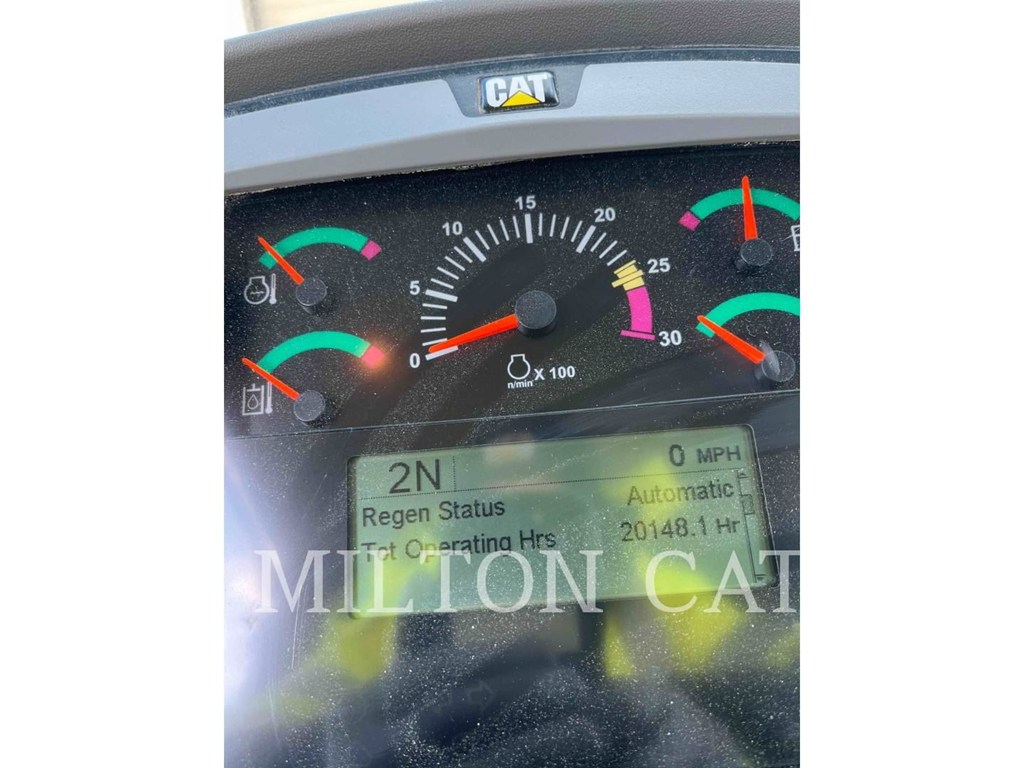 CAT
15
10
20
5
25
0
30
n/min X 100
2N
0 MPH
Regen Status Automatic
Tot Operating Hrs 20148.1 Hr
MILTON CAT